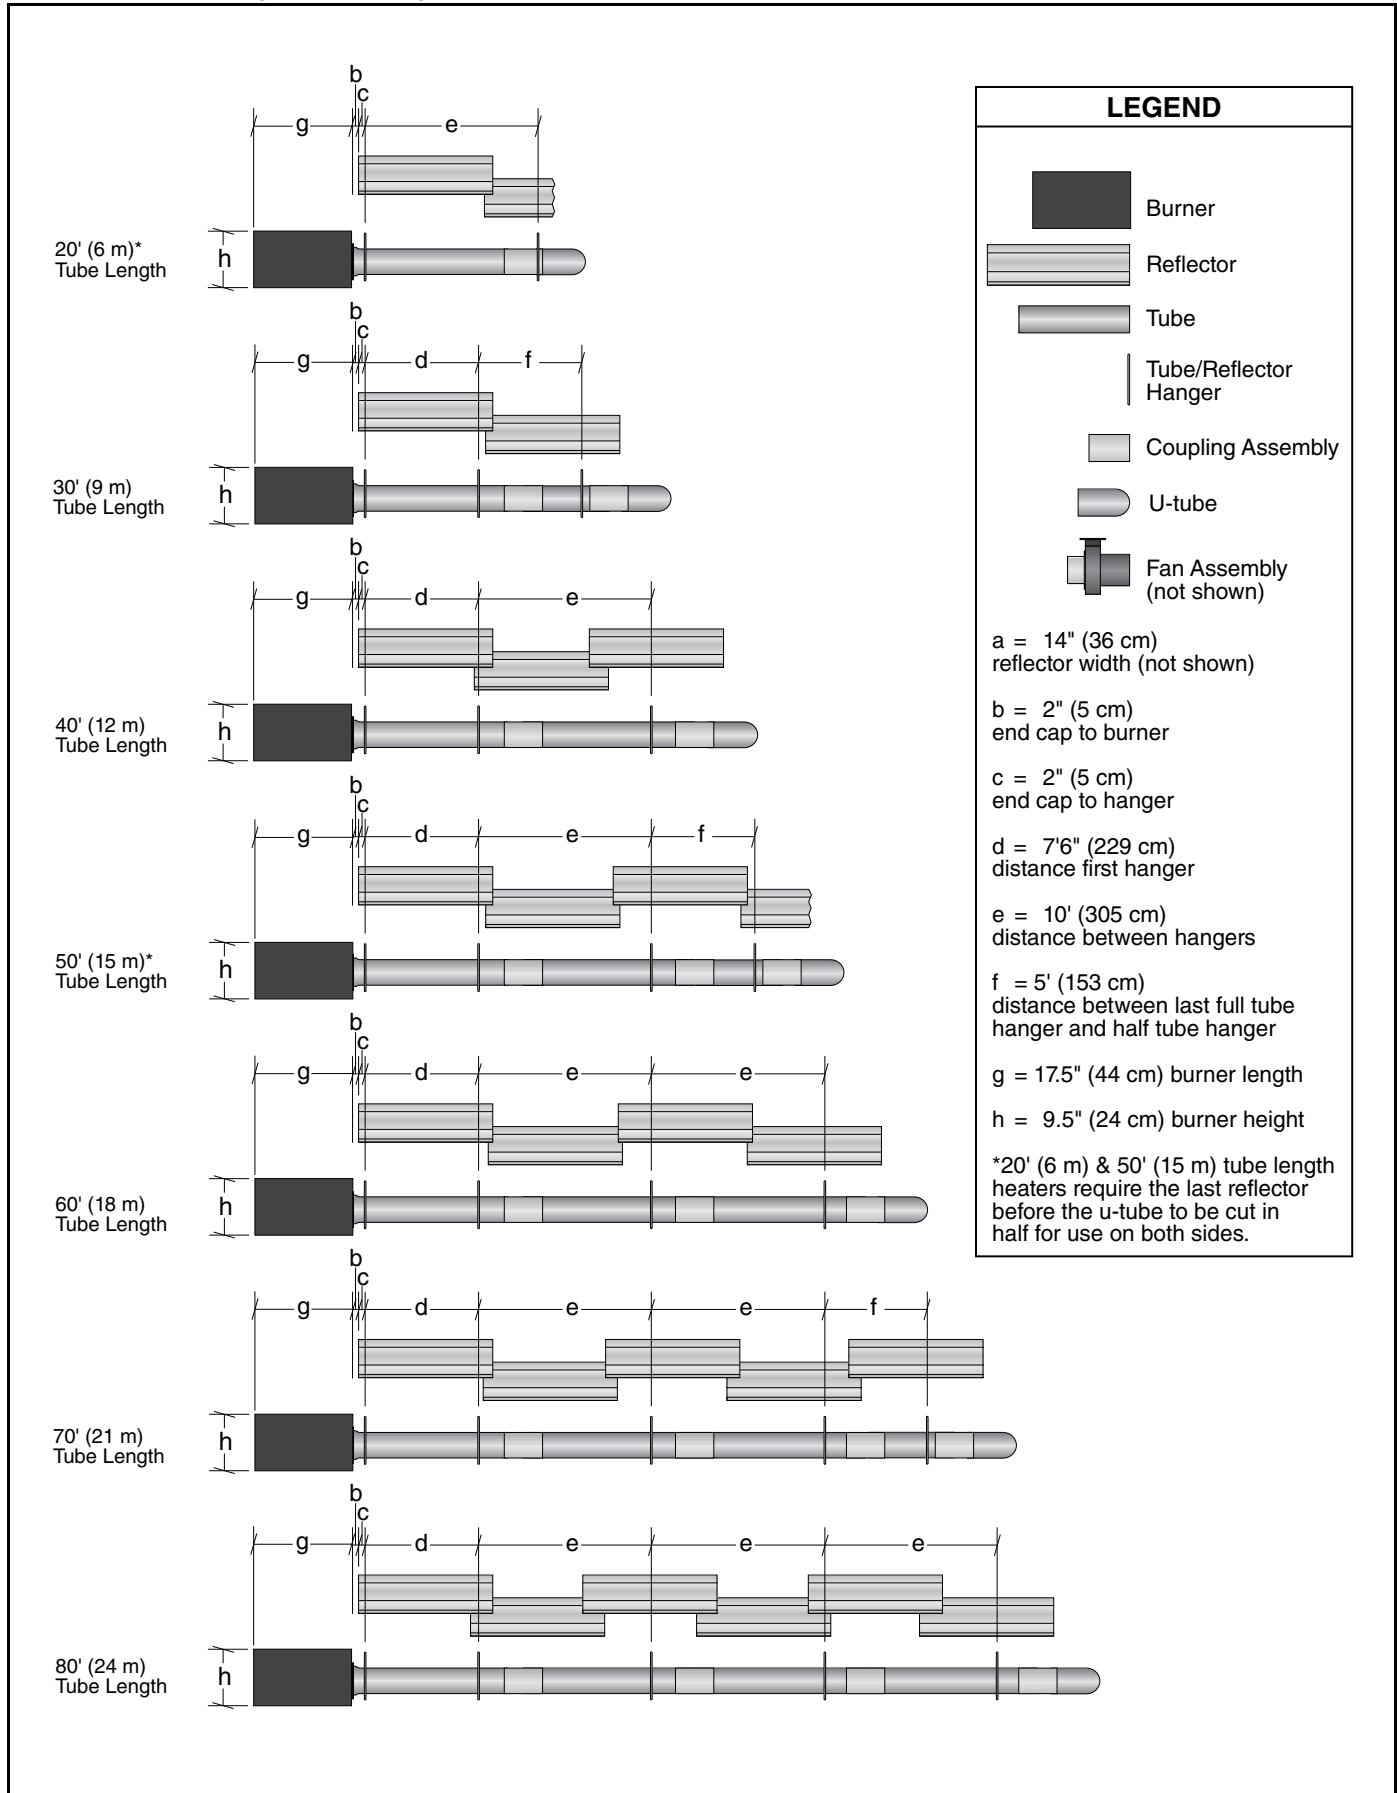 b
c
g
e
20' (6 m)*
Tube Length
h
b
c
g
d
f
30' (9 m)
Tube Length
h
b
c
g
d
e
40' (12 m)
Tube Length
h
b
c
g
d
e
f
50' (15 m)*
Tube Length
h
b
c
g
d
e
e
60' (18 m)
Tube Length
h
b
c
g
d
e
e
f
70' (21 m)
Tube Length
h
b
c
g
d
e
e
e
80' (24 m)
Tube Length
h
LEGEND
Burner
Reflector
Tube
Tube/Reflector
Hanger
Coupling Assembly
U-tube
Fan Assembly
(not shown)
a = 14" (36 cm)
reflector width (not shown)
b = 2" (5 cm)
end cap to burner
c = 2" (5 cm)
end cap to hanger
d = 7'6" (229 cm)
distance first hanger
e = 10' (305 cm)
distance between hangers
f = 5' (153 cm)
distance between last full tube
hanger and half tube hanger
g = 17.5" (44 cm) burner length
h = 9.5" (24 cm) burner height
*20' (6 m) & 50' (15 m) tube length
heaters require the last reflector
before the u-tube to be cut in
half for use on both sides.